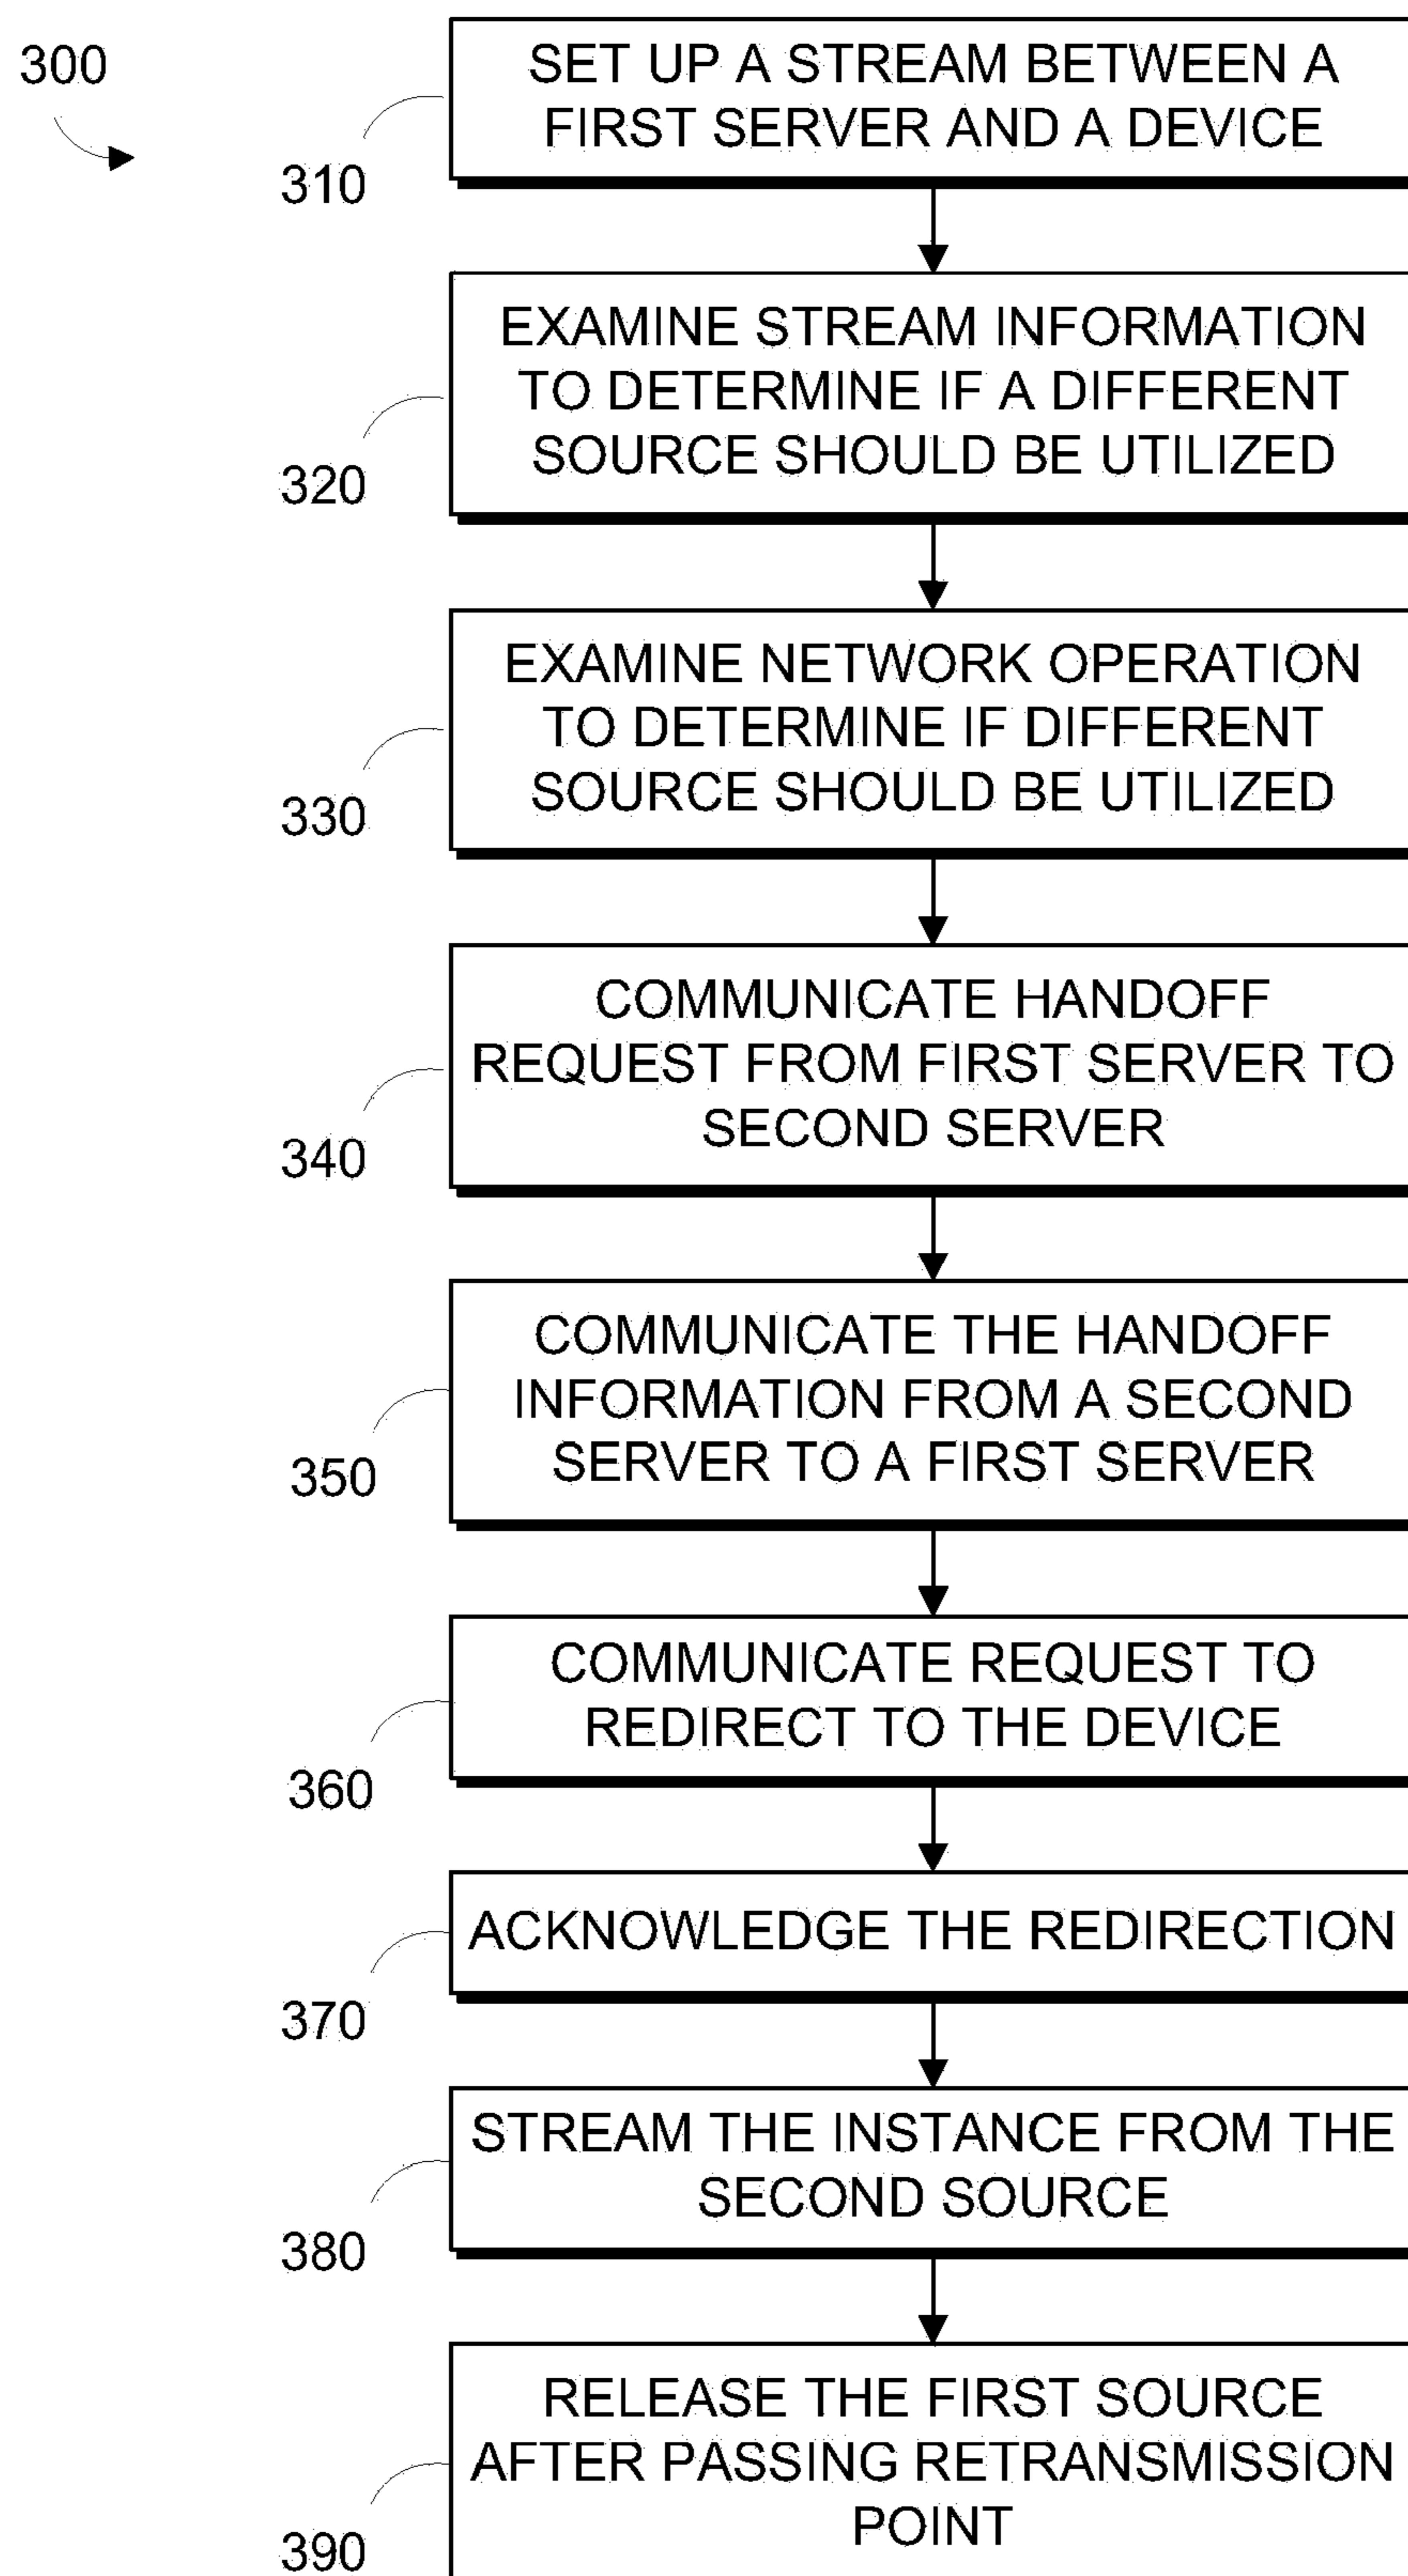 300
SET UP A STREAM BETWEEN A
FIRST SERVER AND A DEVICE
310
EXAMINE STREAM INFORMATION
TO DETERMINE IF A DIFFERENT
SOURCE SHOULD BE UTILIZED
320
EXAMINE NETWORK OPERATION
TO DETERMINE IF DIFFERENT
SOURCE SHOULD BE UTILIZED
330
COMMUNICATE HANDOFF
REQUEST FROM FIRST SERVER TO
SECOND SERVER
340
COMMUNICATE THE HANDOFF
INFORMATION FROM A SECOND
SERVER TO A FIRST SERVER
350
COMMUNICATE REQUEST TO
REDIRECT TO THE DEVICE
360
ACKNOWLEDGE THE REDIRECTION
370
STREAM THE INSTANCE FROM THE
SECOND SOURCE
380
RELEASE THE FIRST SOURCE
AFTER PASSING RETRANSMISSION
POINT
390